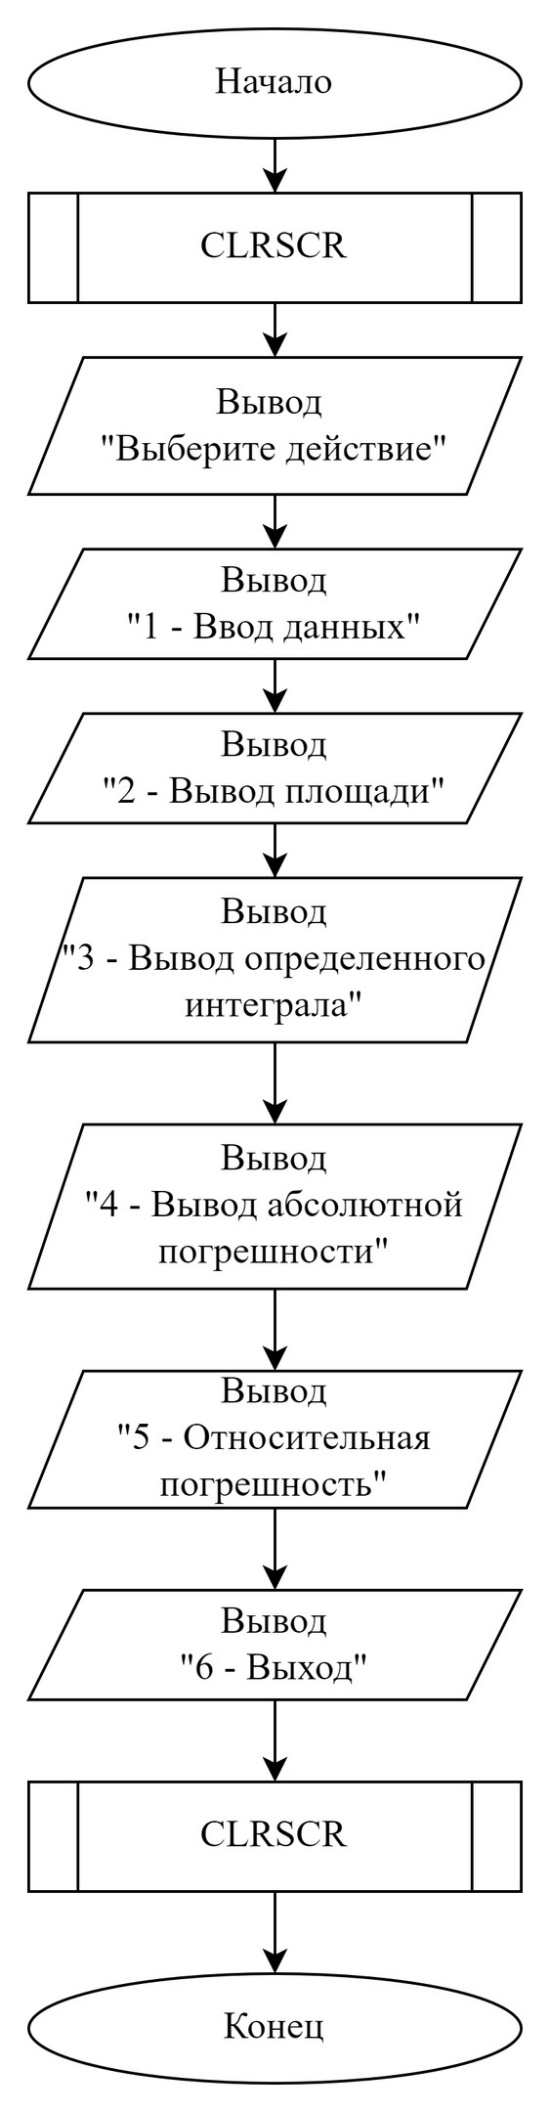 Начало
CLRSCR
Вывод
"Выберите действие"
Вывод
"1 - Ввод данных"
Вывод
"2 - Вывод площади"
Вывод
"3 - Вывод определенного
интеграла"
Вывод
"4 - Вывод абсолютной
погрешности"
Вывод
"5 - Относительная
погрешность"
Вывод
"6 - Выход"
CLRSCR
Конец